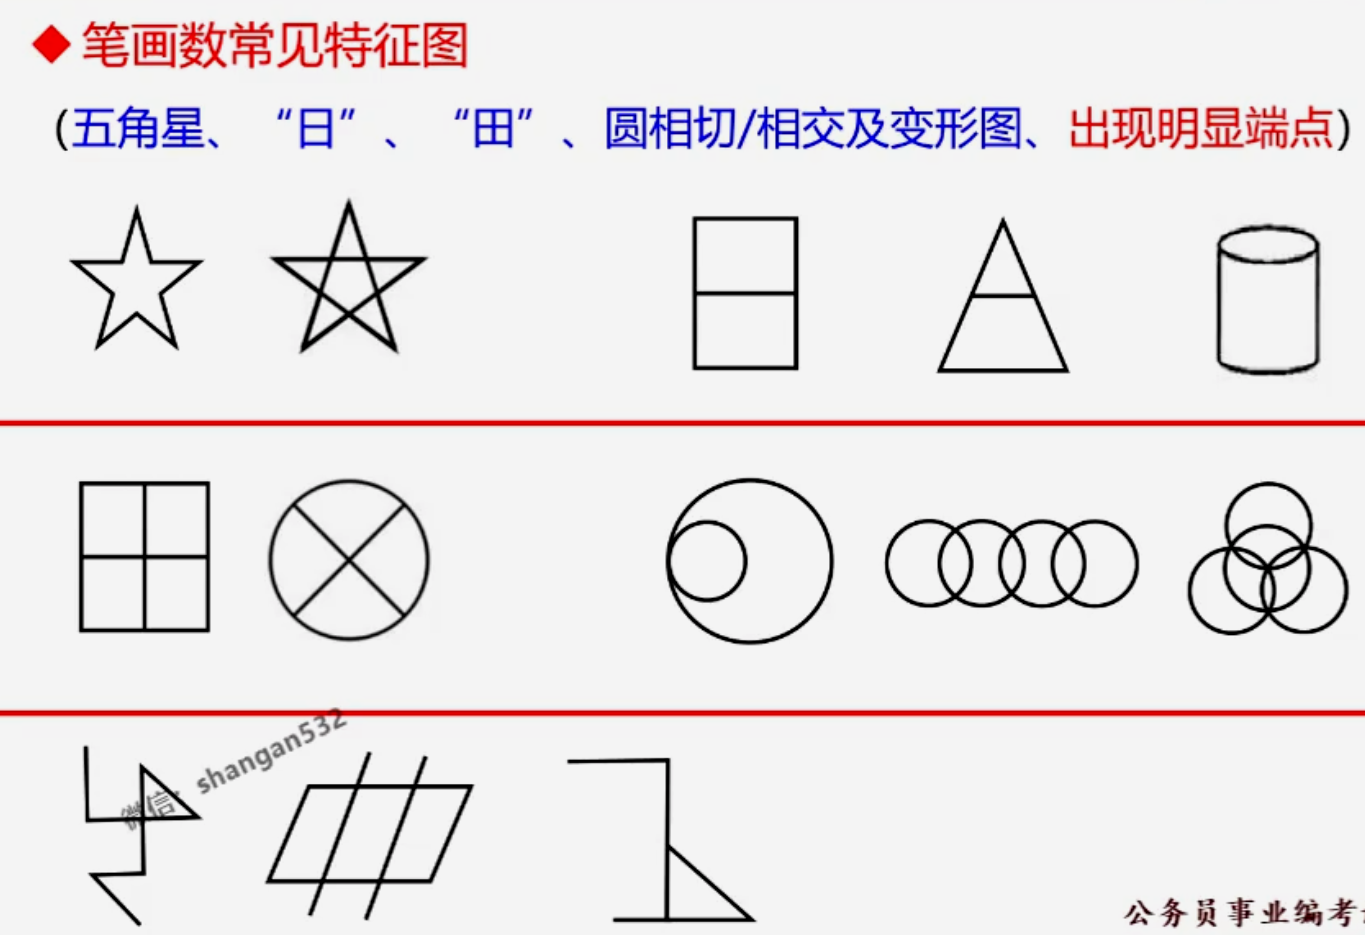 ◆笔画数常见特征图
(五角星、“日”、“田”、圆相切/相交及变形图、出现明显端点)
微信：shangan532
公务员事业编考